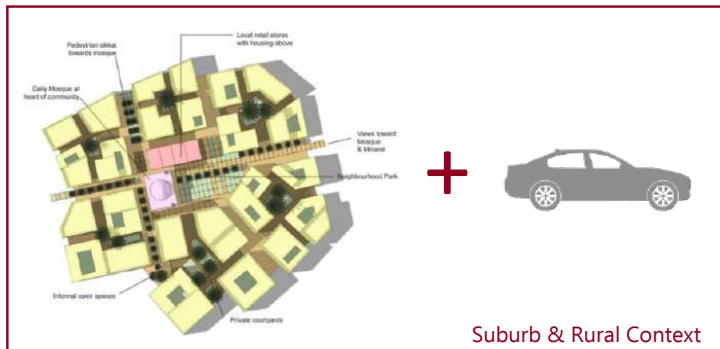 Pedestrian sikkat
towards mosque
Local retail stores
with housing above
Daily Mosque at
heart of community
Views toward
Mosque
& Minaret
Neighbourhood Park
Informal open spaces
Private courtyards
+
Suburb & Rural Context